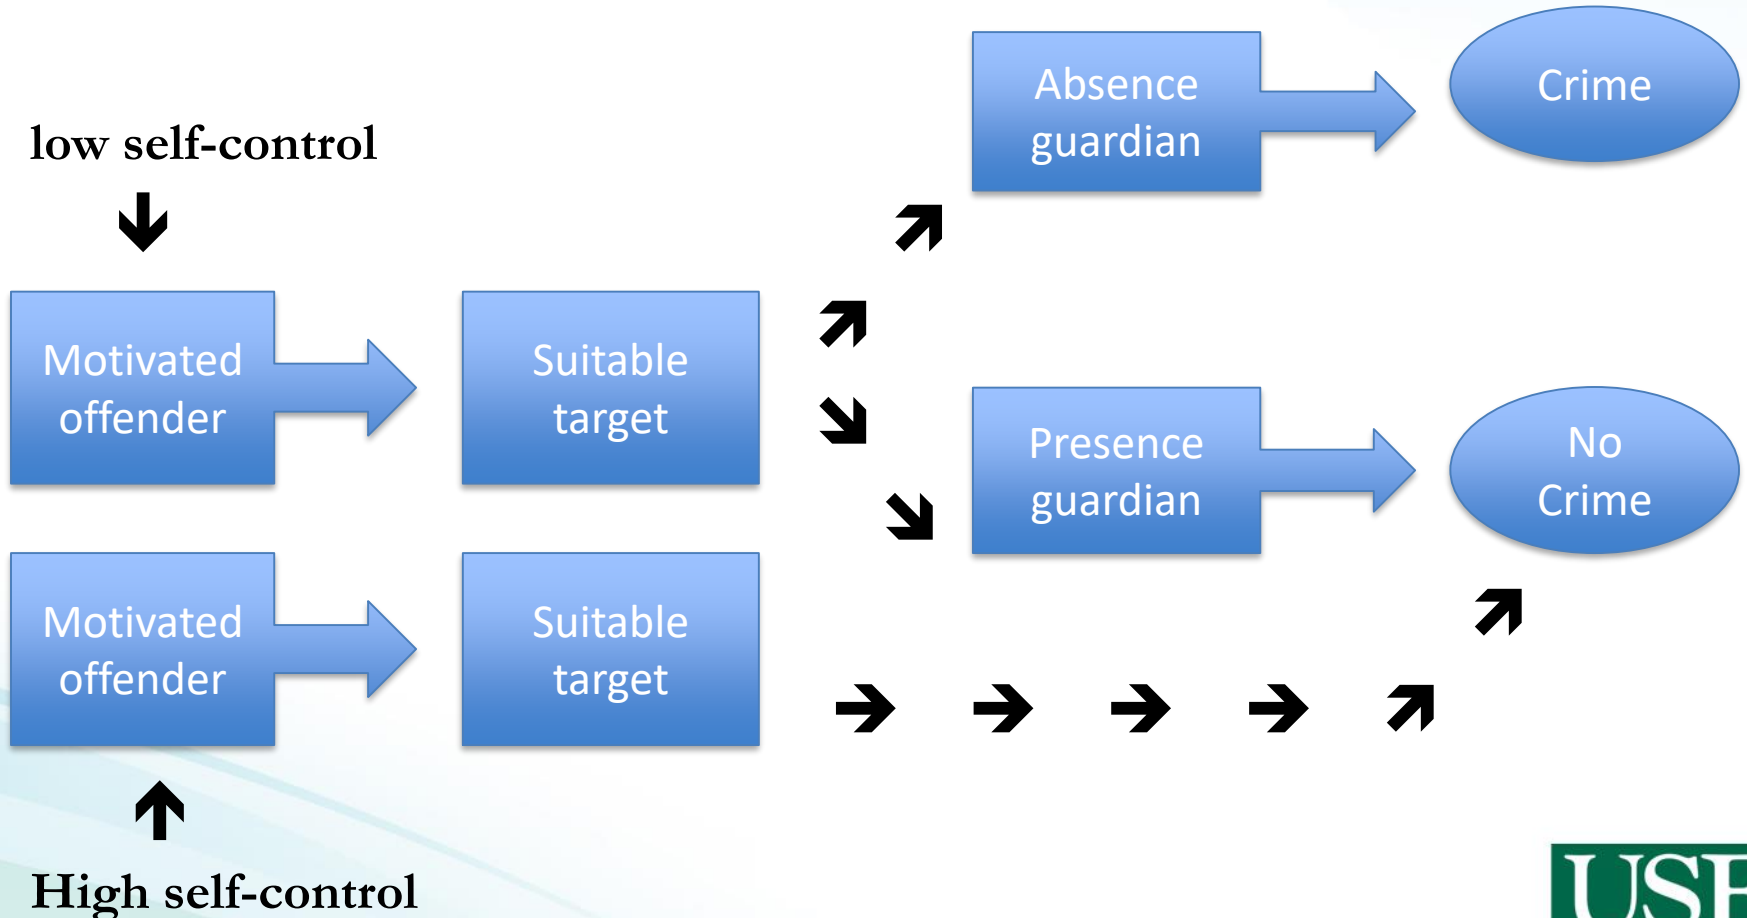 low self-control
Absence
guardian
Crime
Motivated
offender
Suitable
target
Presence
guardian
No
Crime
Motivated
offender
Suitable
target
High self-control